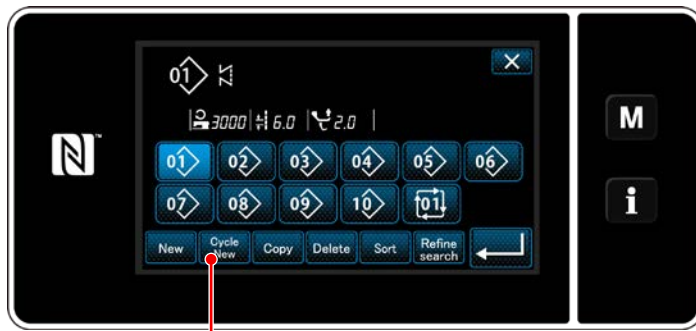 01
3000 6.0 2.0
01 02 03 04 05 06
07 08 09 10 01
New Cycle New Copy Delete Sort Refine search
M
i
N